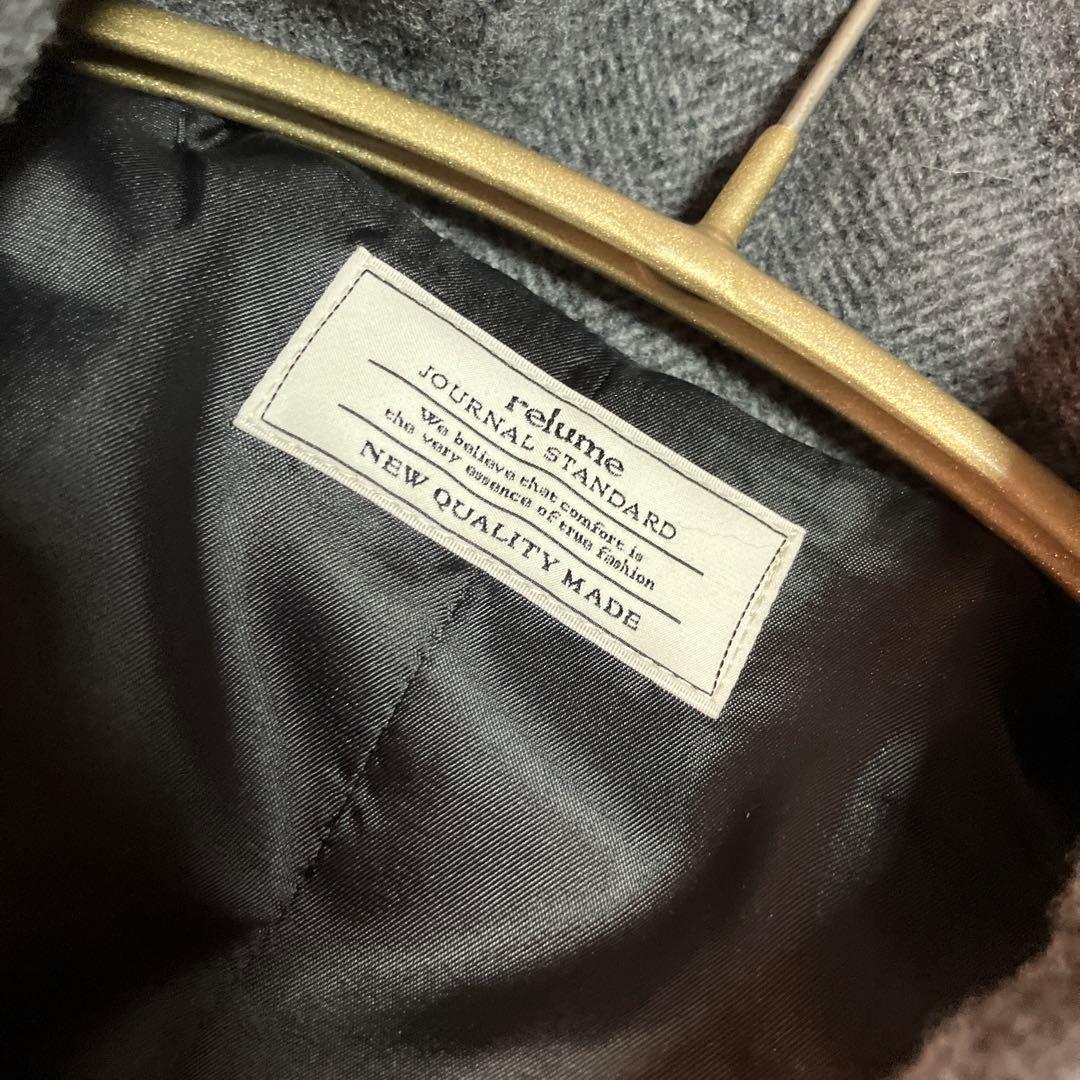 relume
JOURNAL STANDARD
We believe that comfort is
the very essence of true fashion
NEW QUALITY MADE